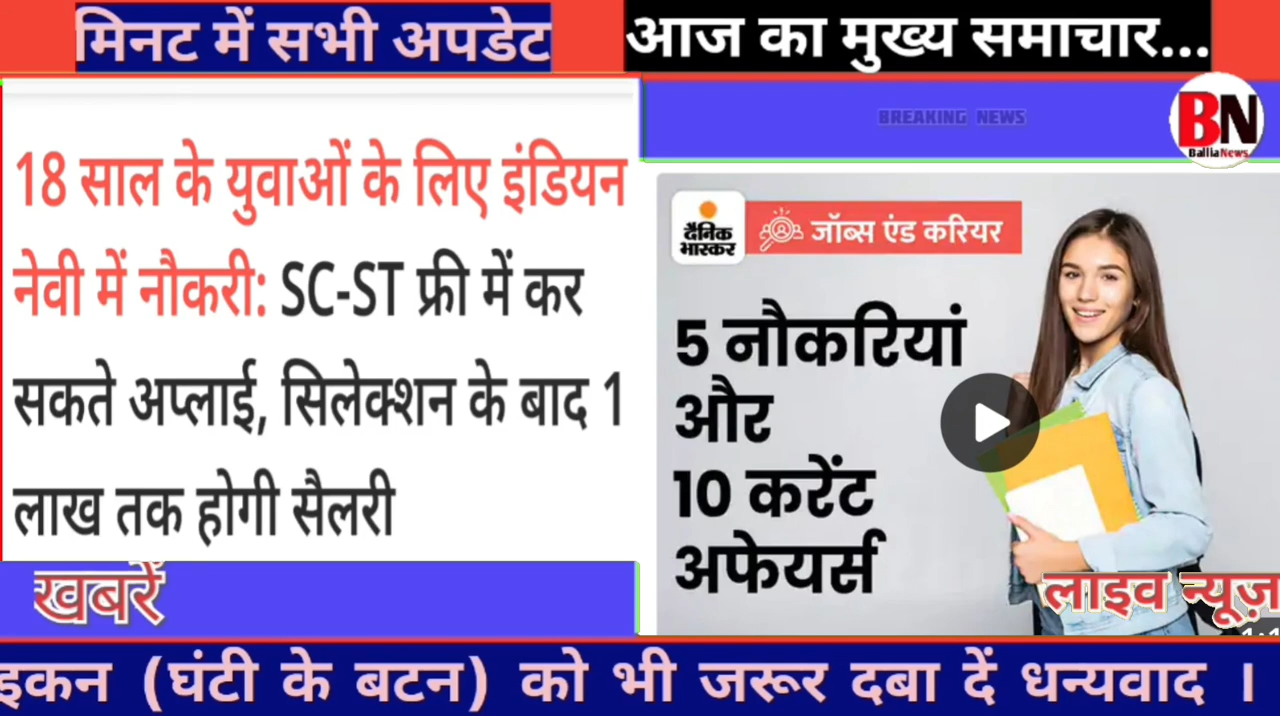 मिनट में सभी अपडेट
आज का मुख्य समाचार...
BREAKING NEWS
BN
BalliaNews
18 साल के युवाओं के लिए इंडियन
नेवी में नौकरी: SC-ST फ्री में कर
सकते अप्लाई, सिलेक्शन के बाद 1
लाख तक होगी सैलरी
दैनिक
भास्कर
जॉब्स एंड करियर
5 नौकरियां
और
10 करेंट
अफेयर्स
खबरें
लाइव न्यूज़
इकन (घंटी के बटन) को भी जरूर दबा दें धन्यवाद ।